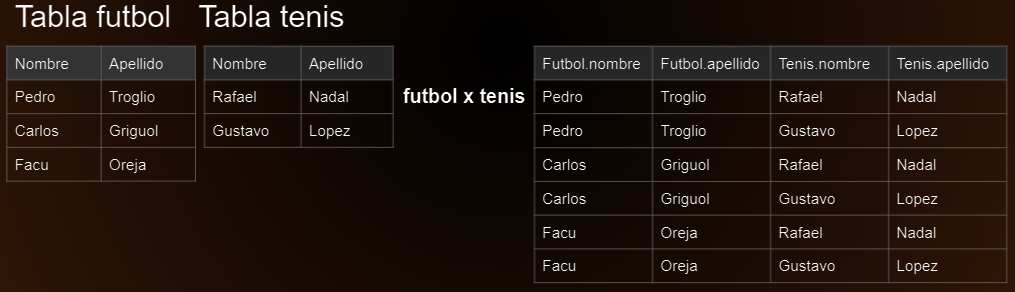 Tabla futbol
Nombre Apellido
Pedro Troglio
Carlos Griguol
Facu Oreja
Tabla tenis
Nombre Apellido
Rafael Nadal
Gustavo Lopez
futbol x tenis
Futbol.nombre Futbol.apellido Tenis.nombre Tenis.apellido
Pedro Troglio Rafael Nadal
Pedro Troglio Gustavo Lopez
Carlos Griguol Rafael Nadal
Carlos Griguol Gustavo Lopez
Facu Oreja Rafael Nadal
Facu Oreja Gustavo Lopez